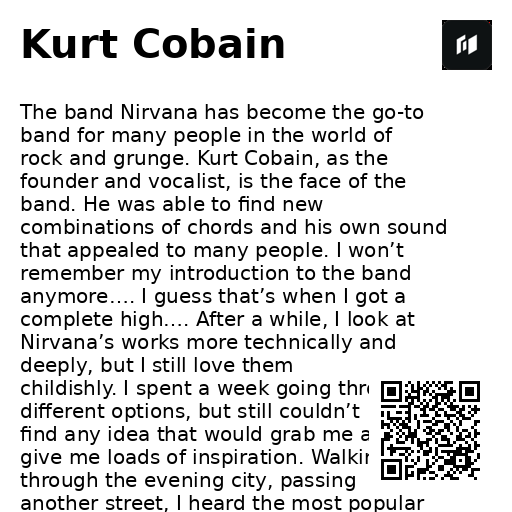 Kurt Cobain
The band Nirvana has become the go-to
band for many people in the world of
rock and grunge. Kurt Cobain, as the
founder and vocalist, is the face of the
band. He was able to find new
combinations of chords and his own sound
that appealed to many people. I won’t
remember my introduction to the band
anymore…. I guess that’s when I got a
complete high…. After a while, I look at
Nirvana’s works more technically and
deeply, but I still love them
childishly. I spent a week going
different options, but still couldn’t
find any idea that would grab me
give me loads of inspiration.
through the evening city, passing
another street, I heard the most popular